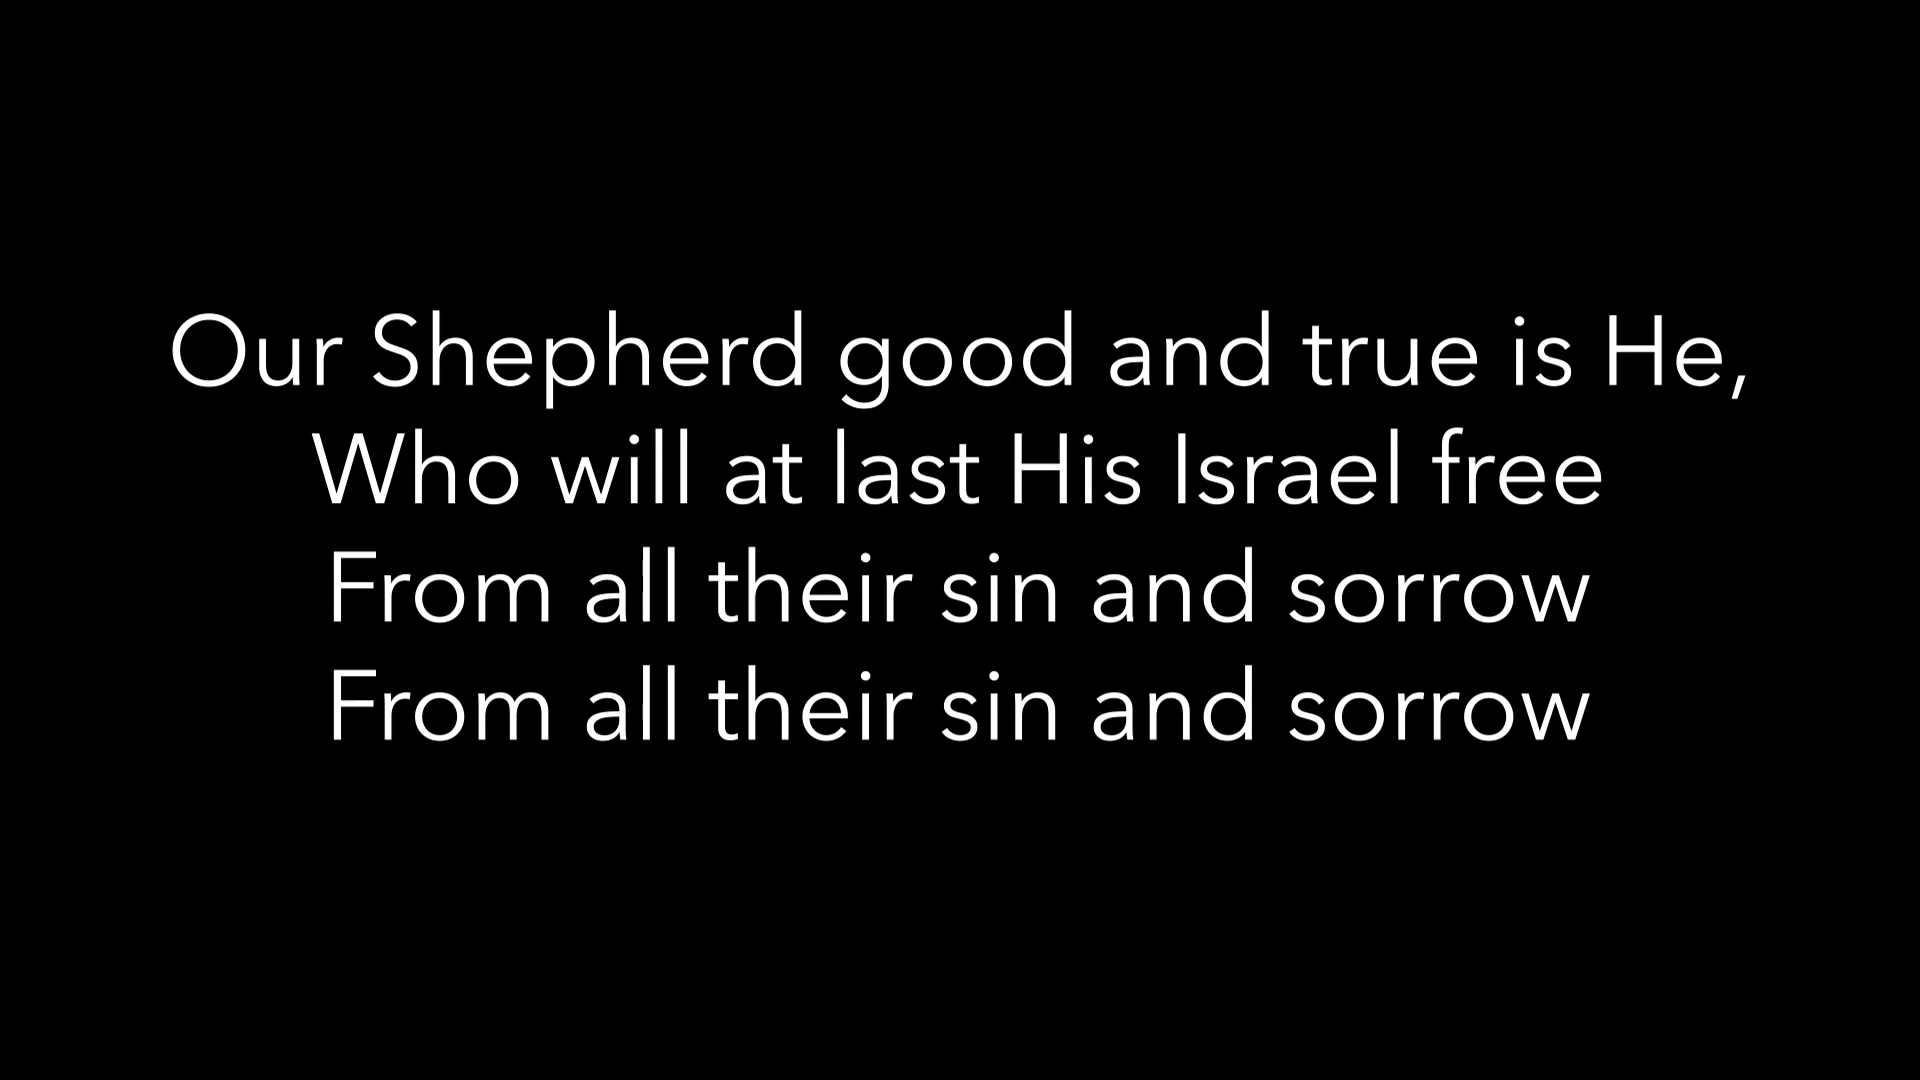 Our Shepherd good and true is He,
Who will at last His Israel free
From all their sin and sorrow
From all their sin and sorrow